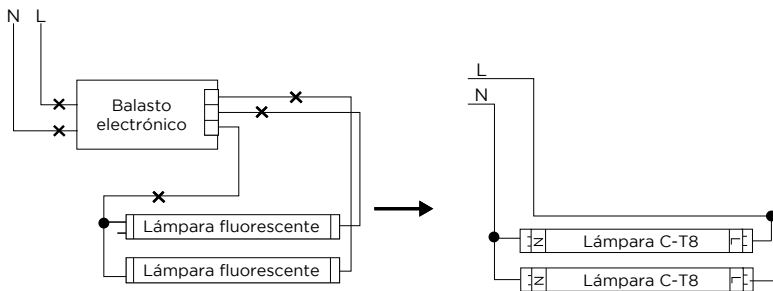 N L
Balasto
electrónico
Lámpara fluorescente
Lámpara fluorescente
L
N
N Lámpara C-T8 L
N Lámpara C-T8 L